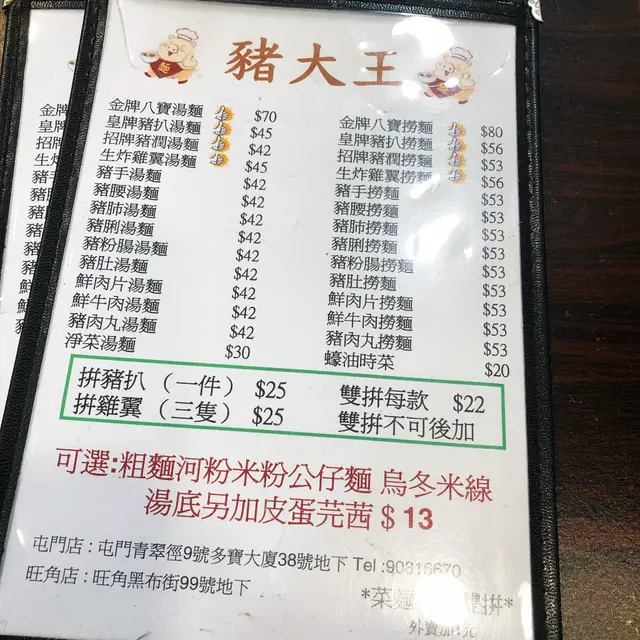 豬大王
金牌八寶湯麵 $70
皇牌豬扒湯麵 $45
招牌豬潤湯麵 $42
生炸雞翼湯麵 $45
豬手湯麵 $42
豬腰湯麵 $42
豬肺湯麵 $42
豬脷湯麵 $42
豬粉腸湯麵 $42
豬肚湯麵 $42
鮮肉片湯麵 $42
鮮牛肉湯麵 $42
豬肉丸湯麵 $42
淨菜湯麵 $30
金牌八寶撈麵 $80
皇牌豬扒撈麵 $56
招牌豬潤撈麵 $53
生炸雞翼撈麵 $56
豬手撈麵 $53
豬腰撈麵 $53
豬肺撈麵 $53
豬脷撈麵 $53
豬粉腸撈麵 $53
豬肚撈麵 $53
鮮肉片撈麵 $53
鮮牛肉撈麵 $53
豬肉丸撈麵 $53
蠔油時菜 $20
拼豬扒（一件） $25 雙拼每款 $22
拼雞翼（三隻） $25 雙拼不可後加
可選:粗麵河粉米粉公仔麵 烏冬米線
湯底另加皮蛋芫茜 $ 13
屯門店 : 屯門青翠徑9號多寶大廈38號地下 Tel :90816670
旺角店 : 旺角黑布街99號地下
*菜麵 拼*
外賣加1元